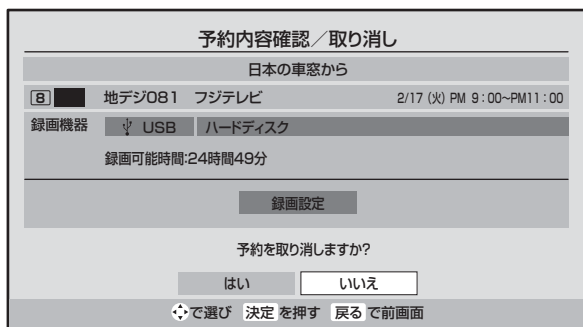 予約内容確認／取り消し
日本の車窓から
8 地デジ081 フジテレビ 2/17 (火) PM 9：00~PM11：00
録画機器 USB ハードディスク
録画可能時間:24時間49分
録画設定
予約を取り消しますか?
はい いいえ
で選び 決定 を押す 戻る で前画面